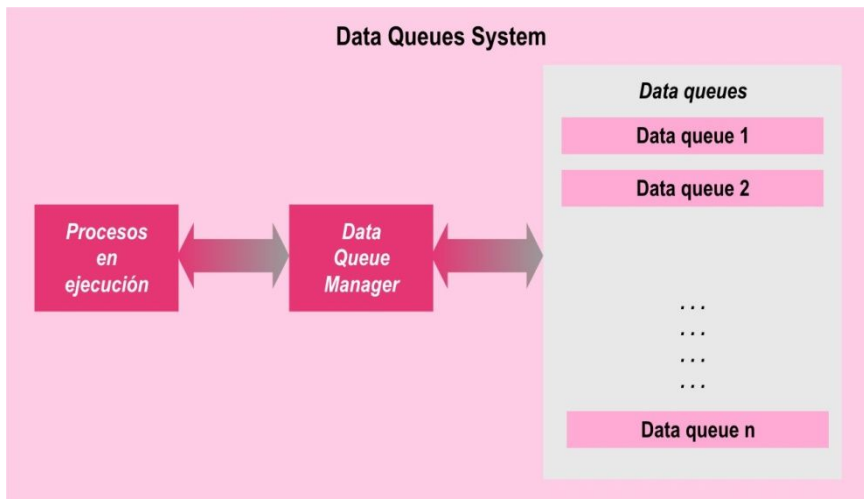 Data Queues System
Procesos
en
ejecución
Data
Queue
Manager
Data queues
Data queue 1
Data queue 2
. . .
. . .
. . .
. . .
Data queue n